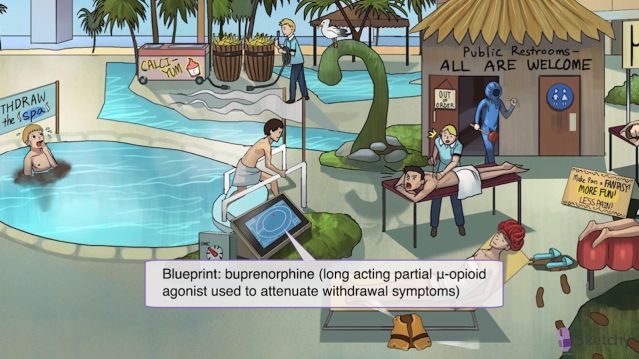 μ
Public Restrooms -
ALL ARE WELCOME
CALCI-
YUM
OUT
OF
ORDER
THDRAW
the spa
Make Pain a FANTASY!
MORE FUN!
LESS PAIN!
Blueprint: buprenorphine (long acting partial μ-opioid
agonist used to attenuate withdrawal symptoms)
Sketchy